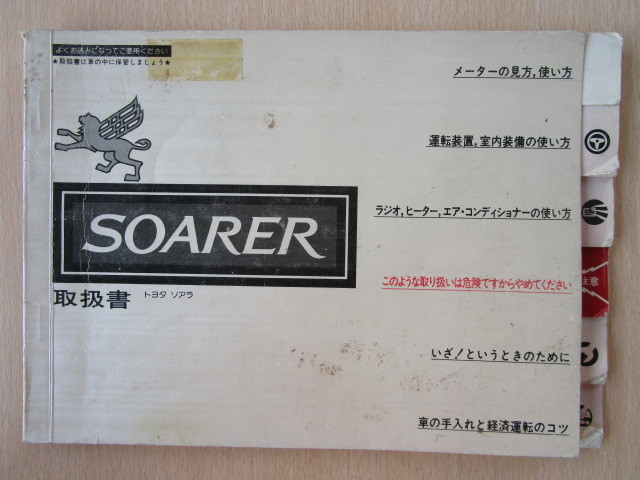 よくお読みになってご使用ください
★取扱書は車の中に保管しましょう★
SOARER
取扱書 トヨタ ソアラ
メーターの見方,使い方
運転装置,室内装備の使い方
ラジオ,ヒーター,エア・コンディショナーの使い方
このような取り扱いは危険ですからやめてください
いざ!というときのために
車の手入れと経済運転のコツ
注意